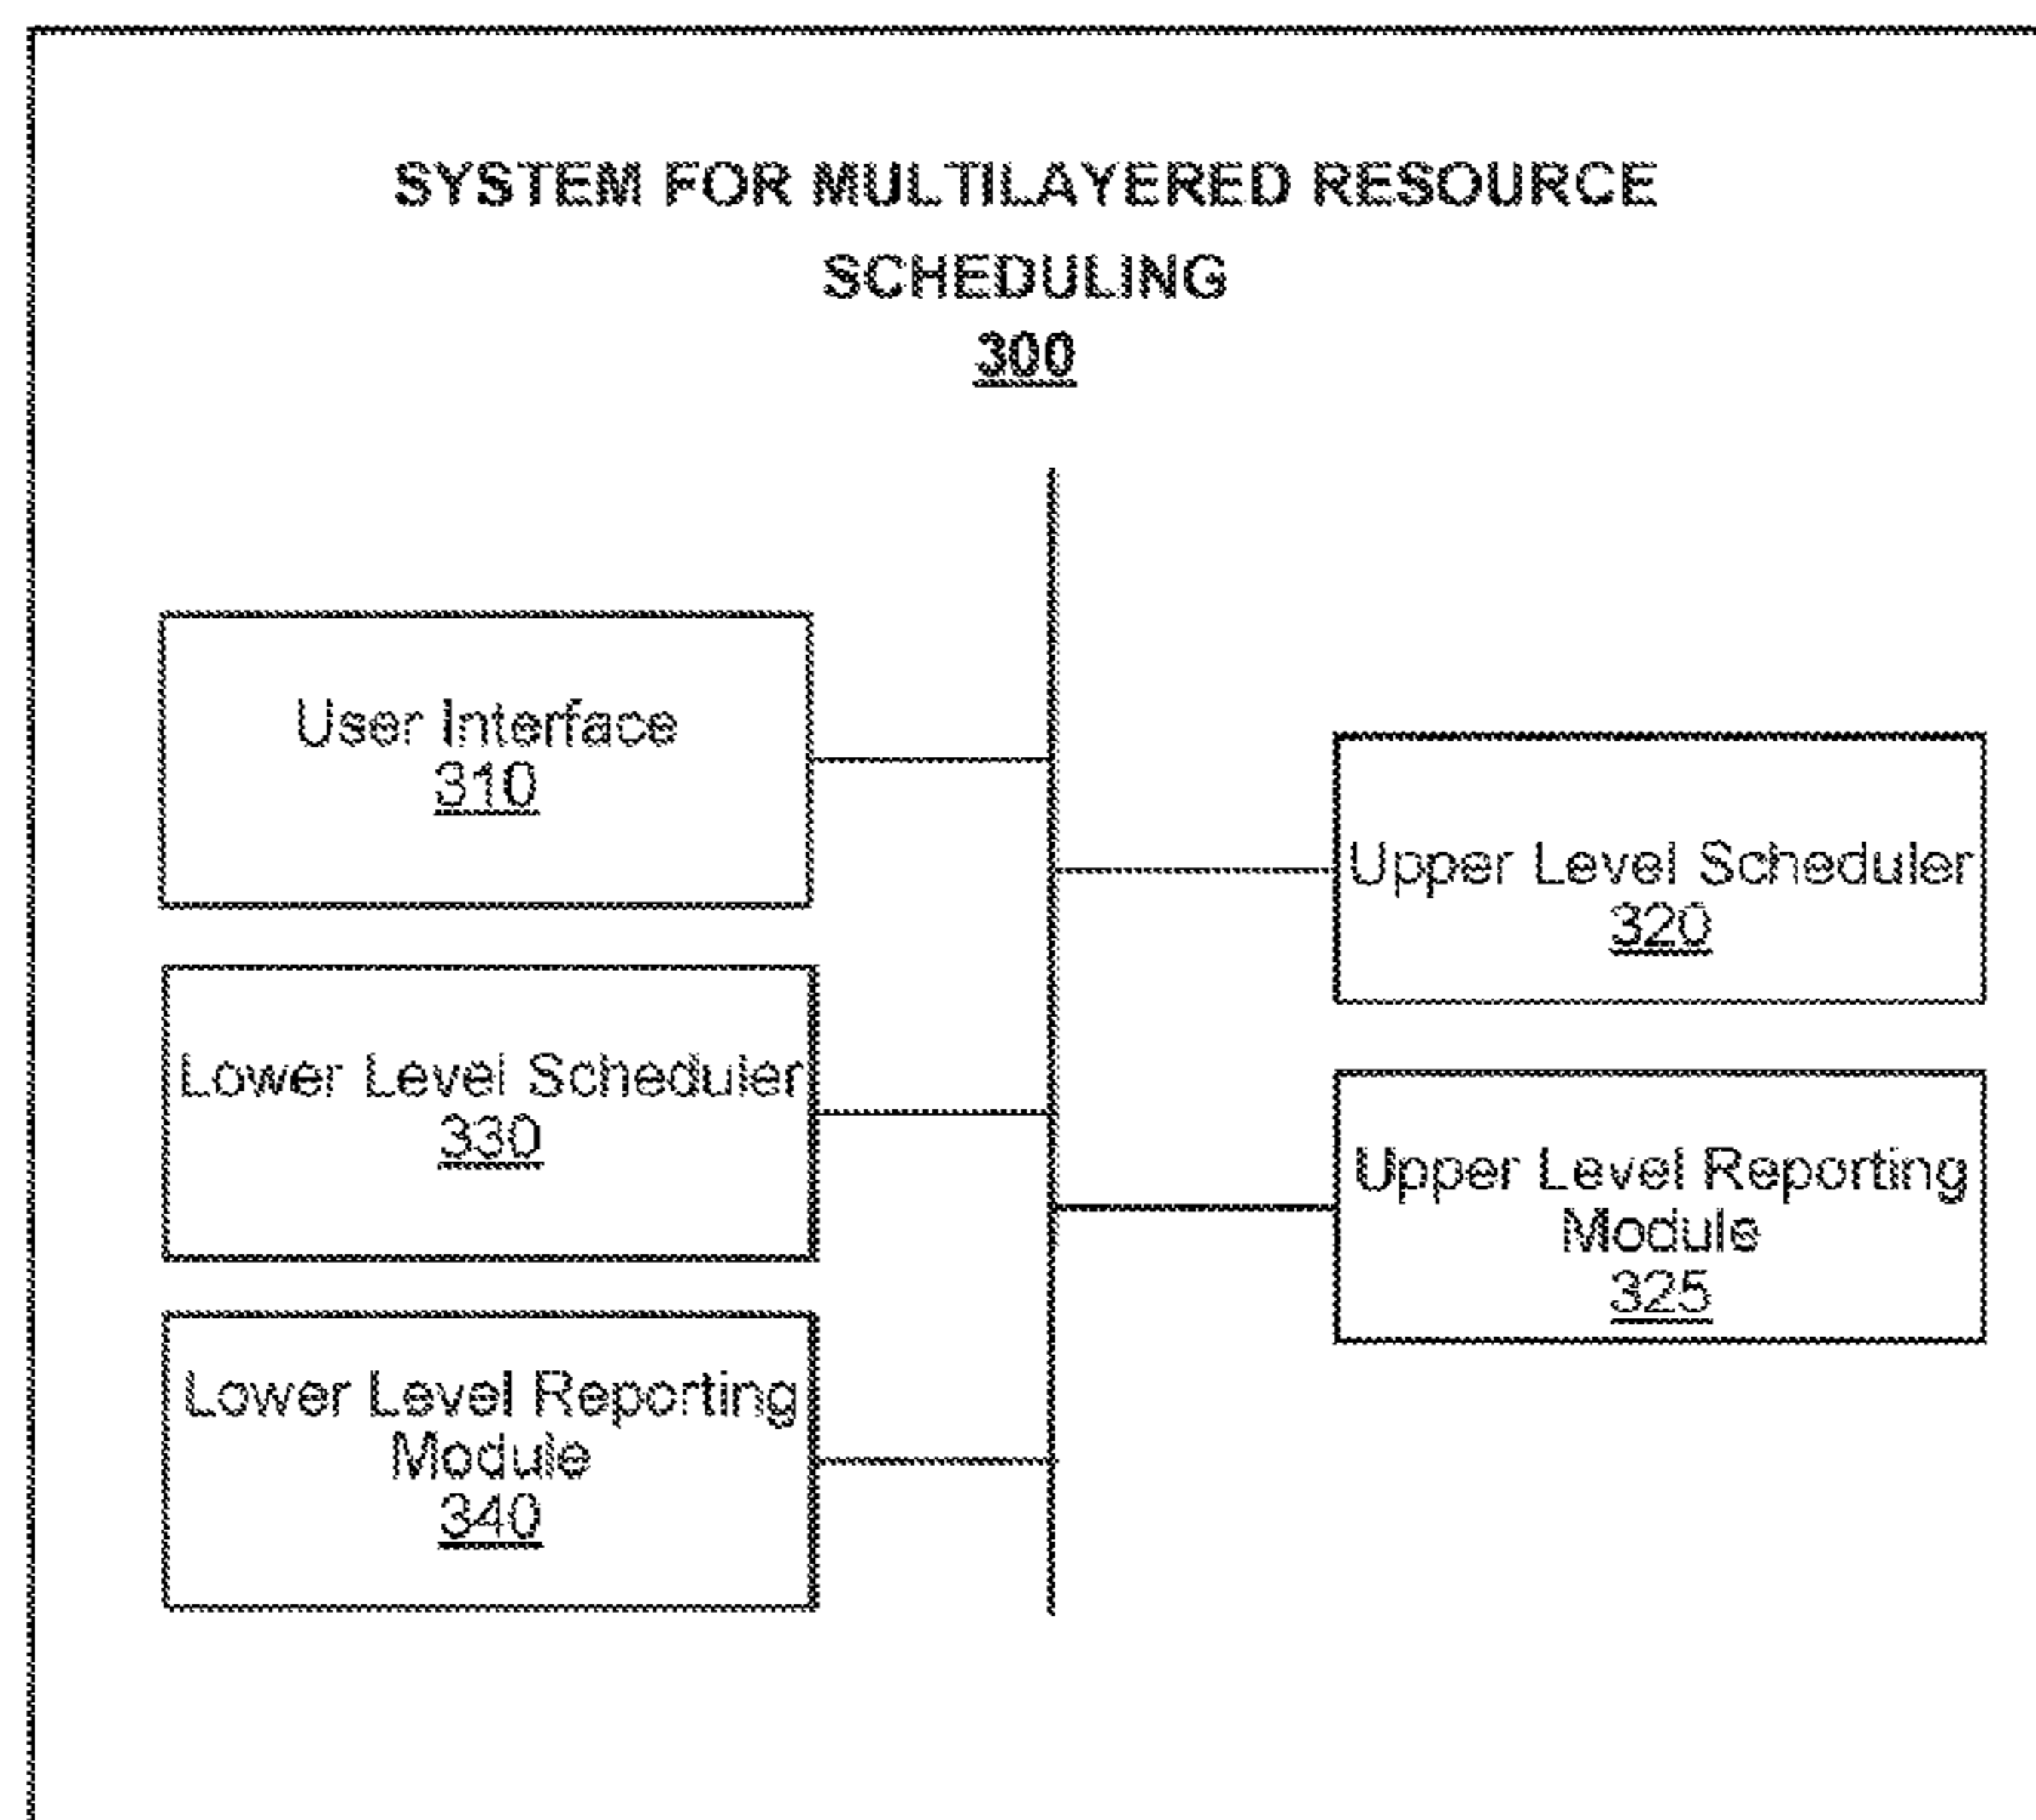 SYSTEM FOR MULTILAYERED RESOURCE
SCHEDULING
300
User Interface
310
Upper Level Scheduler
320
Lower Level Scheduler
330
Upper Level Reporting
Module
325
Lower Level Reporting
Module
340